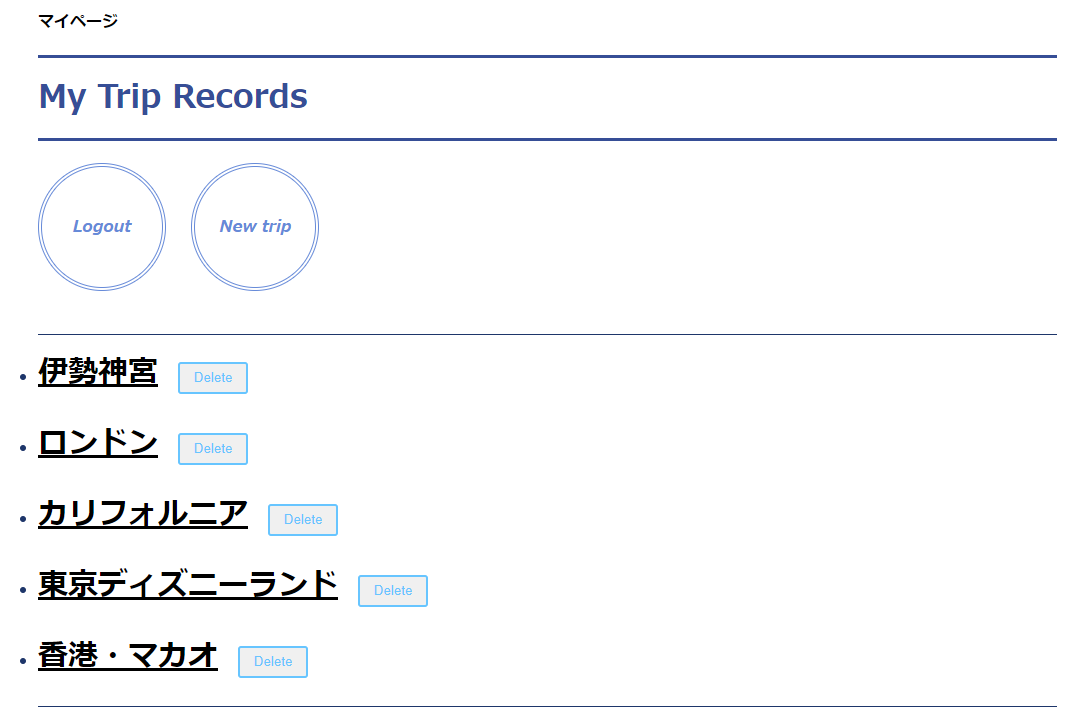 マイページ
My Trip Records
Logout
New trip
伊勢神宮 Delete
ロンドン Delete
カリフォルニア Delete
東京ディズニーランド Delete
香港・マカオ Delete